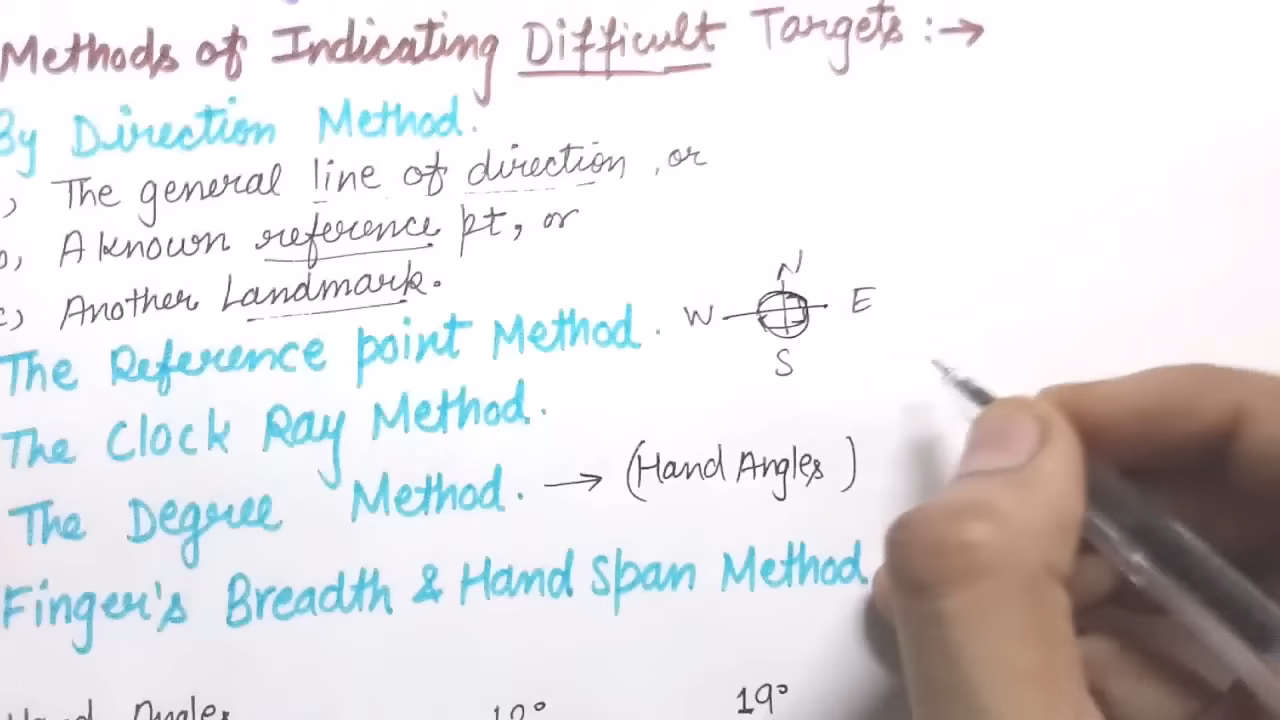 Methods of Indicating Difficult Targets :→
By Direction Method.
) The general line of direction, or
b) A known reference pt, or
c) Another Landmark.
The Reference point Method.
N
W E
S
The Clock Ray Method.
The Degree Method. → (Hand Angles)
Finger's Breadth & Hand Span Method
Hand Angles 19°